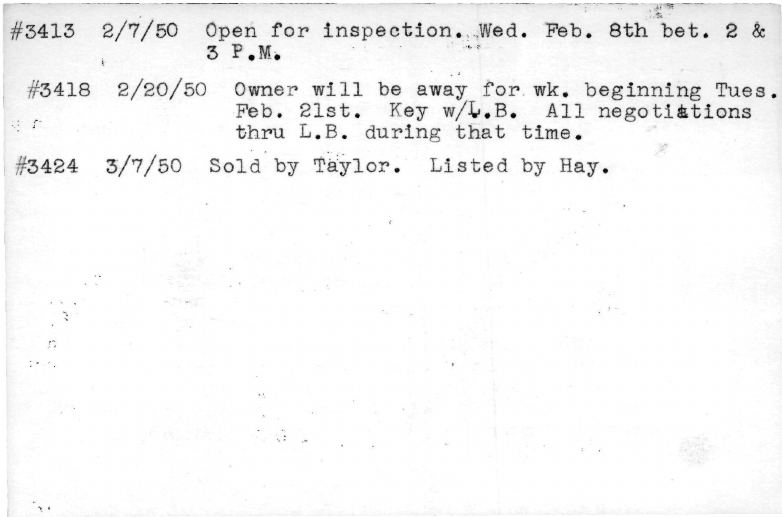 #3413 2/7/50 Open for inspection. Wed. Feb. 8th bet. 2 &
3 P.M.
#3418 2/20/50 Owner will be away for wk. beginning Tues.
Feb. 21st. Key w/L.B. All negotiations
thru L.B. during that time.
#3424 3/7/50 Sold by Taylor. Listed by Hay.